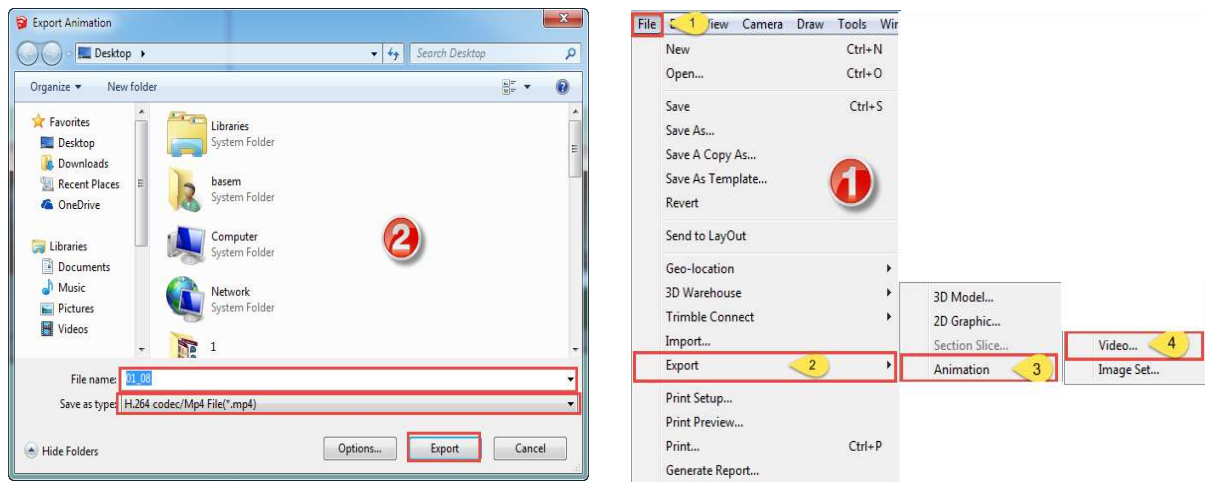 Export Animation
Desktop
Search Desktop
Organize New folder
Favorites
Desktop
Downloads
Recent Places
OneDrive
Libraries
Documents
Music
Pictures
Videos
Libraries
System Folder
basem
System Folder
Computer
System Folder
Network
System Folder
1
2
File name: 01_08
Save as type: H.264 codec/Mp4 File(*.mp4)
Hide Folders Options... Export Cancel
File 1 View Camera Draw Tools Win
New Ctrl+N
Open... Ctrl+O
Save Ctrl+S
Save As...
Save A Copy As...
Save As Template...
Revert
1
Send to LayOut
Geo-location
3D Warehouse
Trimble Connect
Import...
Export 2
Print Setup...
Print Preview...
Print... Ctrl+P
Generate Report...
3D Model...
2D Graphic...
Section Slice...
Animation 3
Video... 4
Image Set...